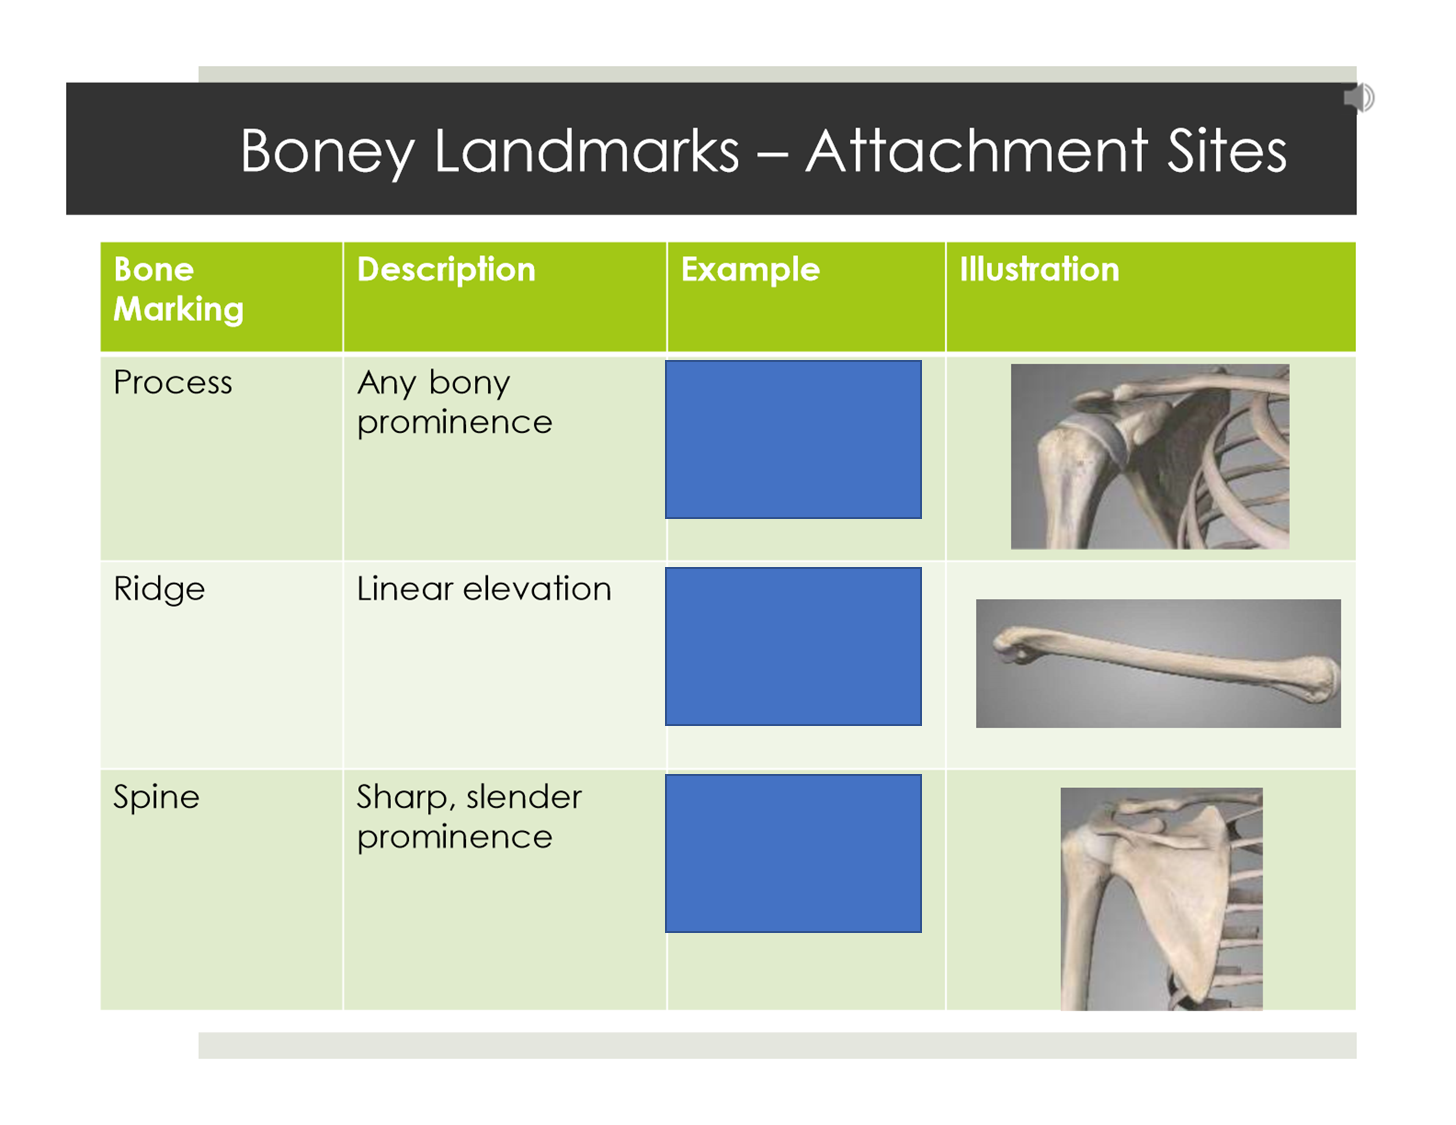 Boney Landmarks – Attachment Sites
Bone
Marking
Description
Example
Illustration
Process
Any bony
prominence
Ridge
Linear elevation
Spine
Sharp, slender
prominence